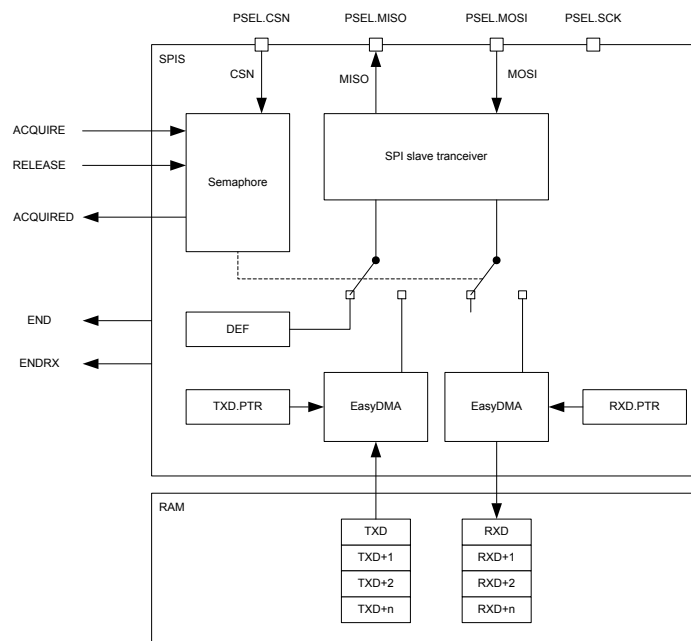 PSEL.CSN PSEL.MISO PSEL.MOSI PSEL.SCK
SPIS
CSN MISO MOSI
ACQUIRE
RELEASE
ACQUIRED
Semaphore
SPI slave tranceiver
END
ENDRX
DEF
TXD.PTR EasyDMA EasyDMA RXD.PTR
RAM
TXD RXD
TXD+1 RXD+1
TXD+2 RXD+2
TXD+n RXD+n